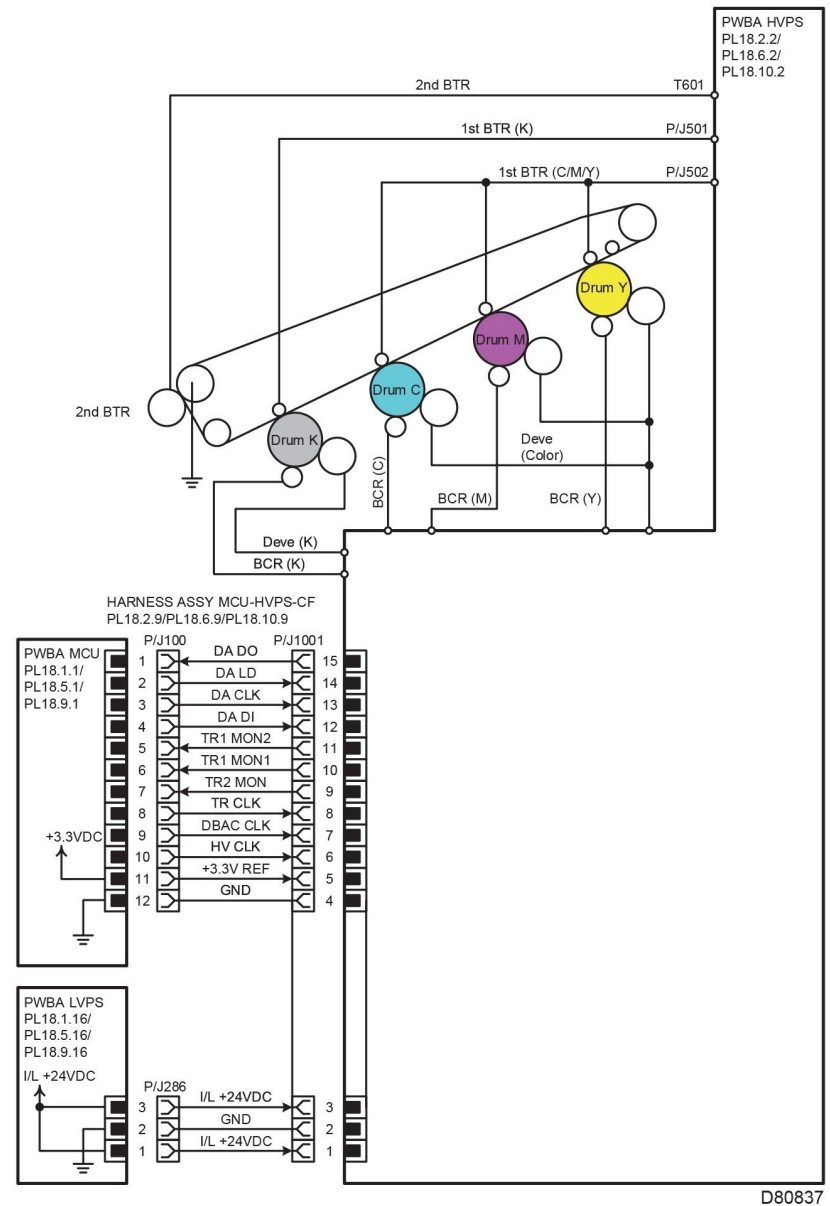 PWBA HVPS
PL18.2.2/
PL18.6.2/
PL18.10.2
2nd BTR
T601
1st BTR (K)
P/J501
1st BTR (C/M/Y)
P/J502
Drum Y
Drum M
Drum C
2nd BTR
Drum K
Deve
(Color)
BCR (C)
BCR (M)
BCR (Y)
Deve (K)
BCR (K)
HARNESS ASSY MCU-HVPS-CF
PL18.2.9/PL18.6.9/PL18.10.9
PWBA MCU
PL18.1.1/
PL18.5.1/
PL18.9.1
+3.3VDC
P/J100
P/J1001
1 DA DO 15
2 DA LD 14
3 DA CLK 13
4 DA DI 12
5 TR1 MON2 11
6 TR1 MON1 10
7 TR2 MON 9
8 TR CLK 8
9 DBAC CLK 7
10 HV CLK 6
11 +3.3V REF 5
12 GND 4
PWBA LVPS
PL18.1.16/
PL18.5.16/
PL18.9.16
I/L +24VDC
P/J286
3 I/L +24VDC 3
2 GND 2
1 I/L +24VDC 1
D80837